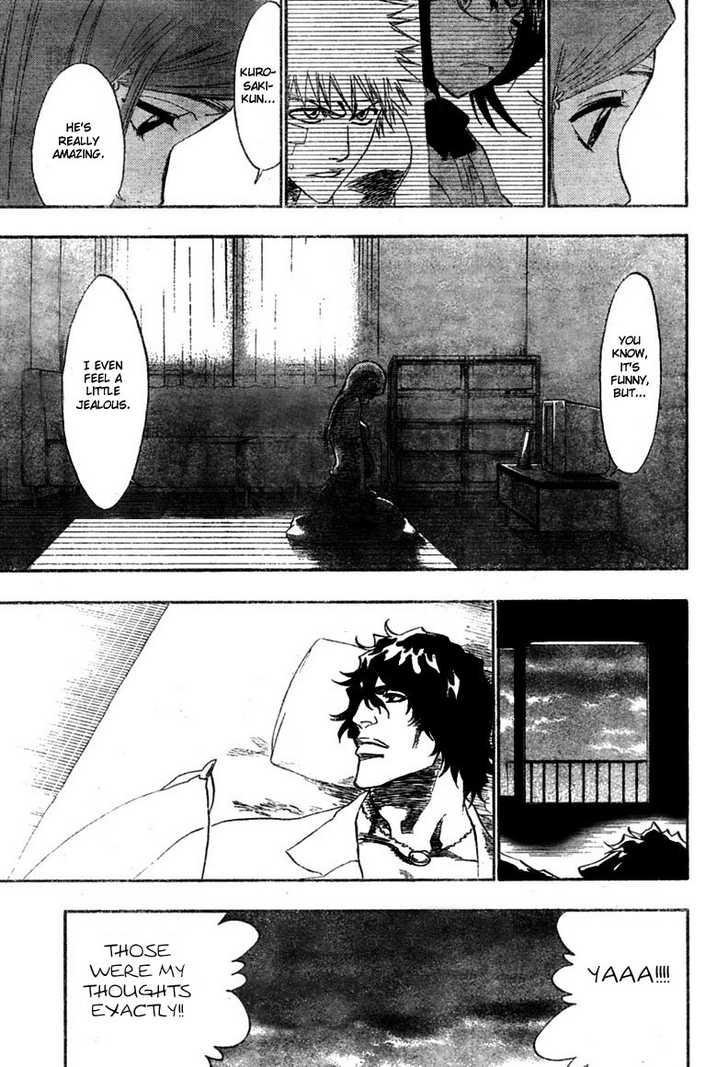 KURO-
SAKI-
KUN...
HE'S
REALLY
AMAZING.
YOU
KNOW,
IT'S
FUNNY,
BUT...
I EVEN
FEEL A
LITTLE
JEALOUS.
YAAA!!!!
THOSE
WERE MY
THOUGHTS
EXACTLY!!